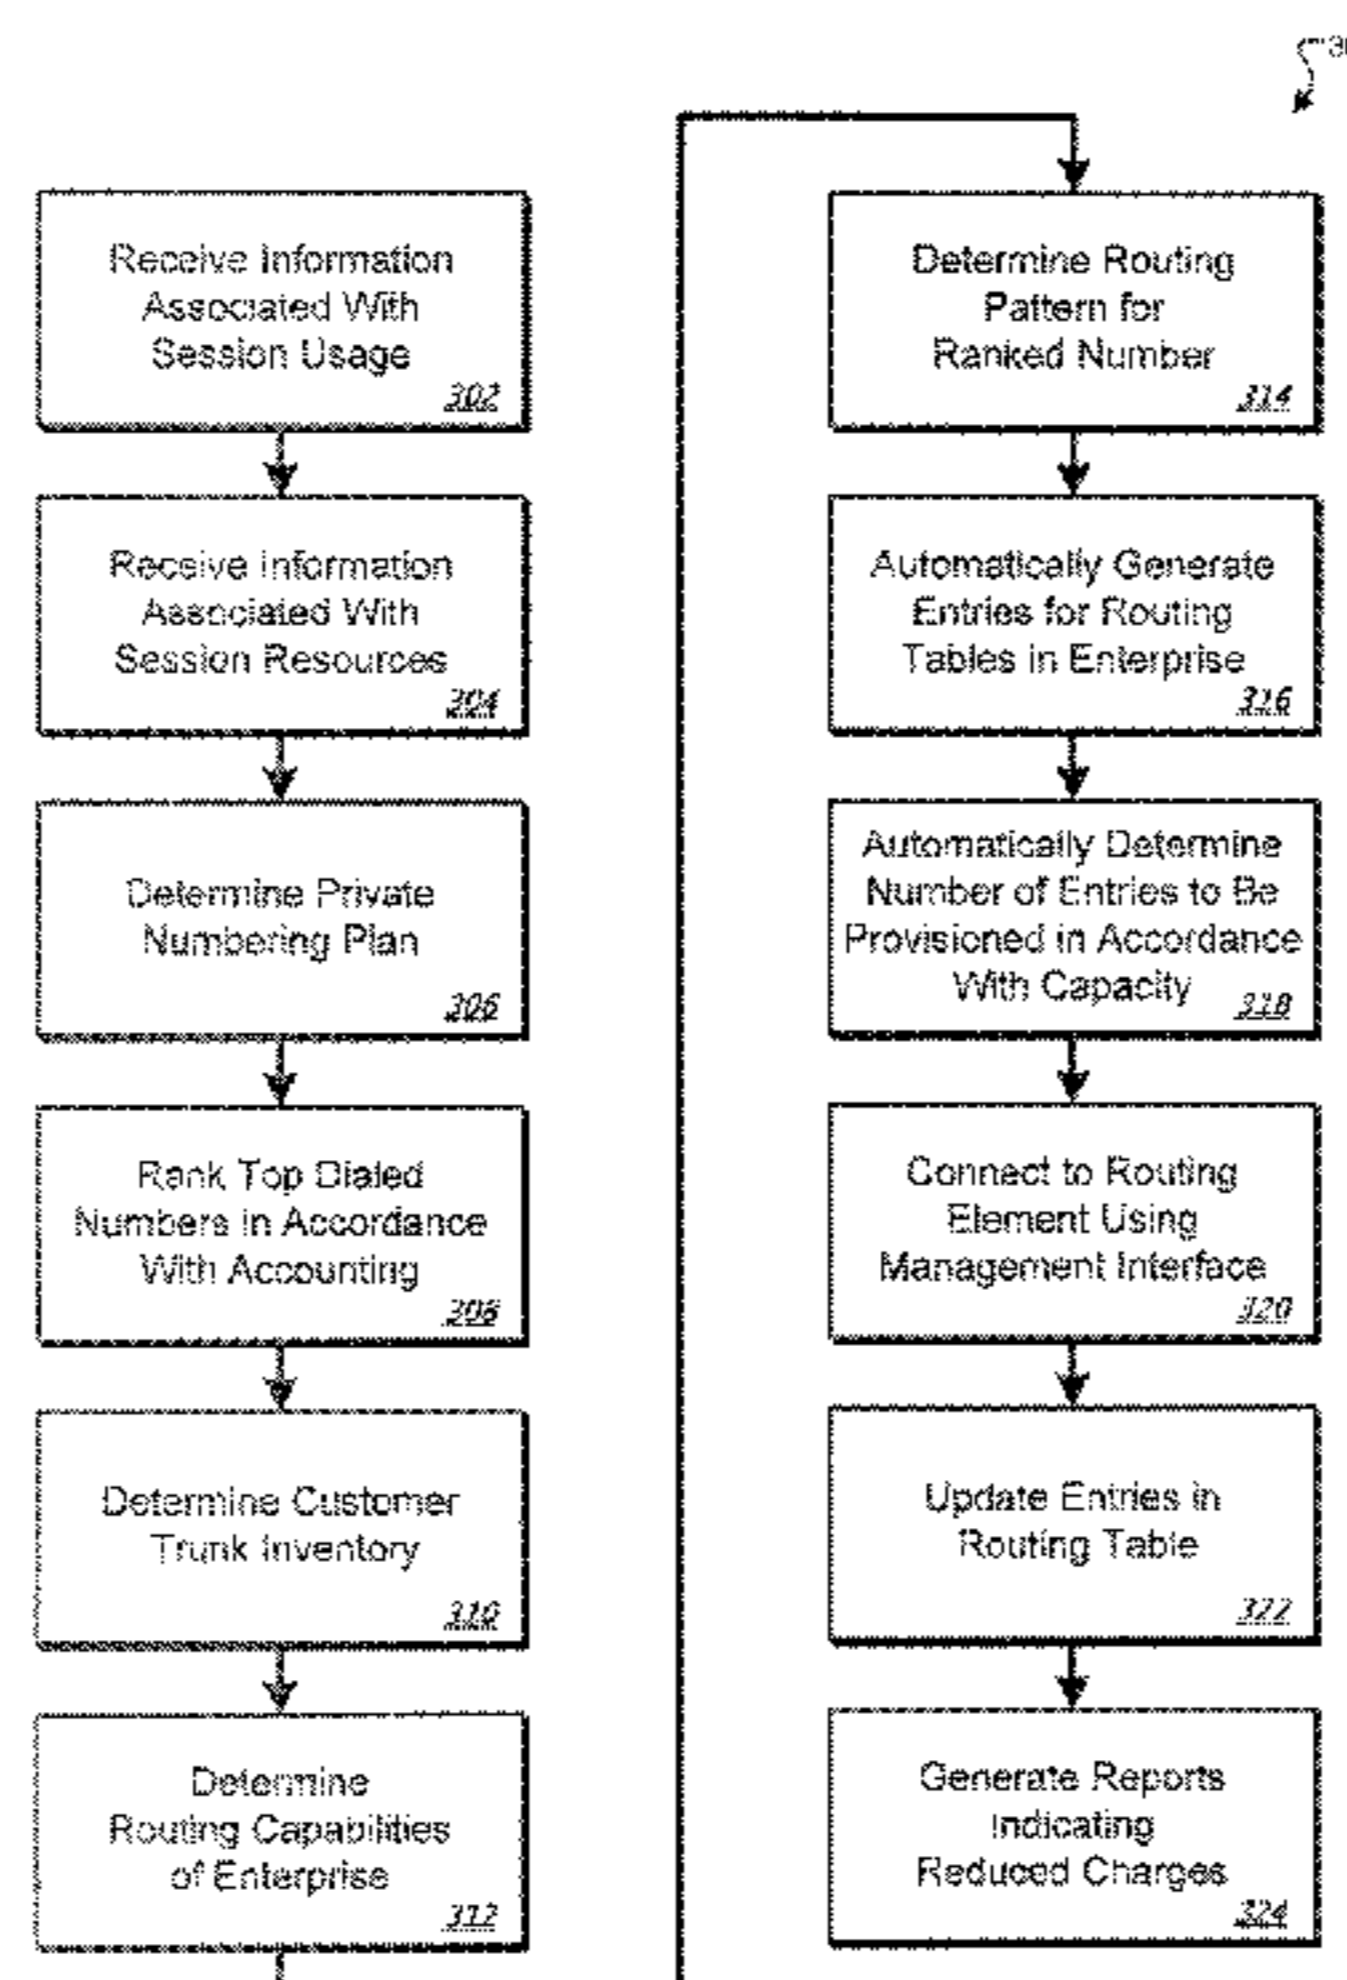 Receive Information
Associated With
Session Usage
302
Receive Information
Associated With
Session Resources
304
Determine Private
Numbering Plan
306
Rank Top Dialed
Numbers in Accordance
With Accounting
308
Determine Customer
Trunk Inventory
310
Determine
Routing Capabilities
of Enterprise
312
Determine Routing
Pattern for
Ranked Number
314
Automatically Generate
Entries for Routing
Tables in Enterprise
316
Automatically Determine
Number of Entries to Be
Provisioned in Accordance
With Capacity
318
Connect to Routing
Element Using
Management Interface
320
Update Entries in
Routing Table
322
Generate Reports
Indicating
Reduced Charges
324